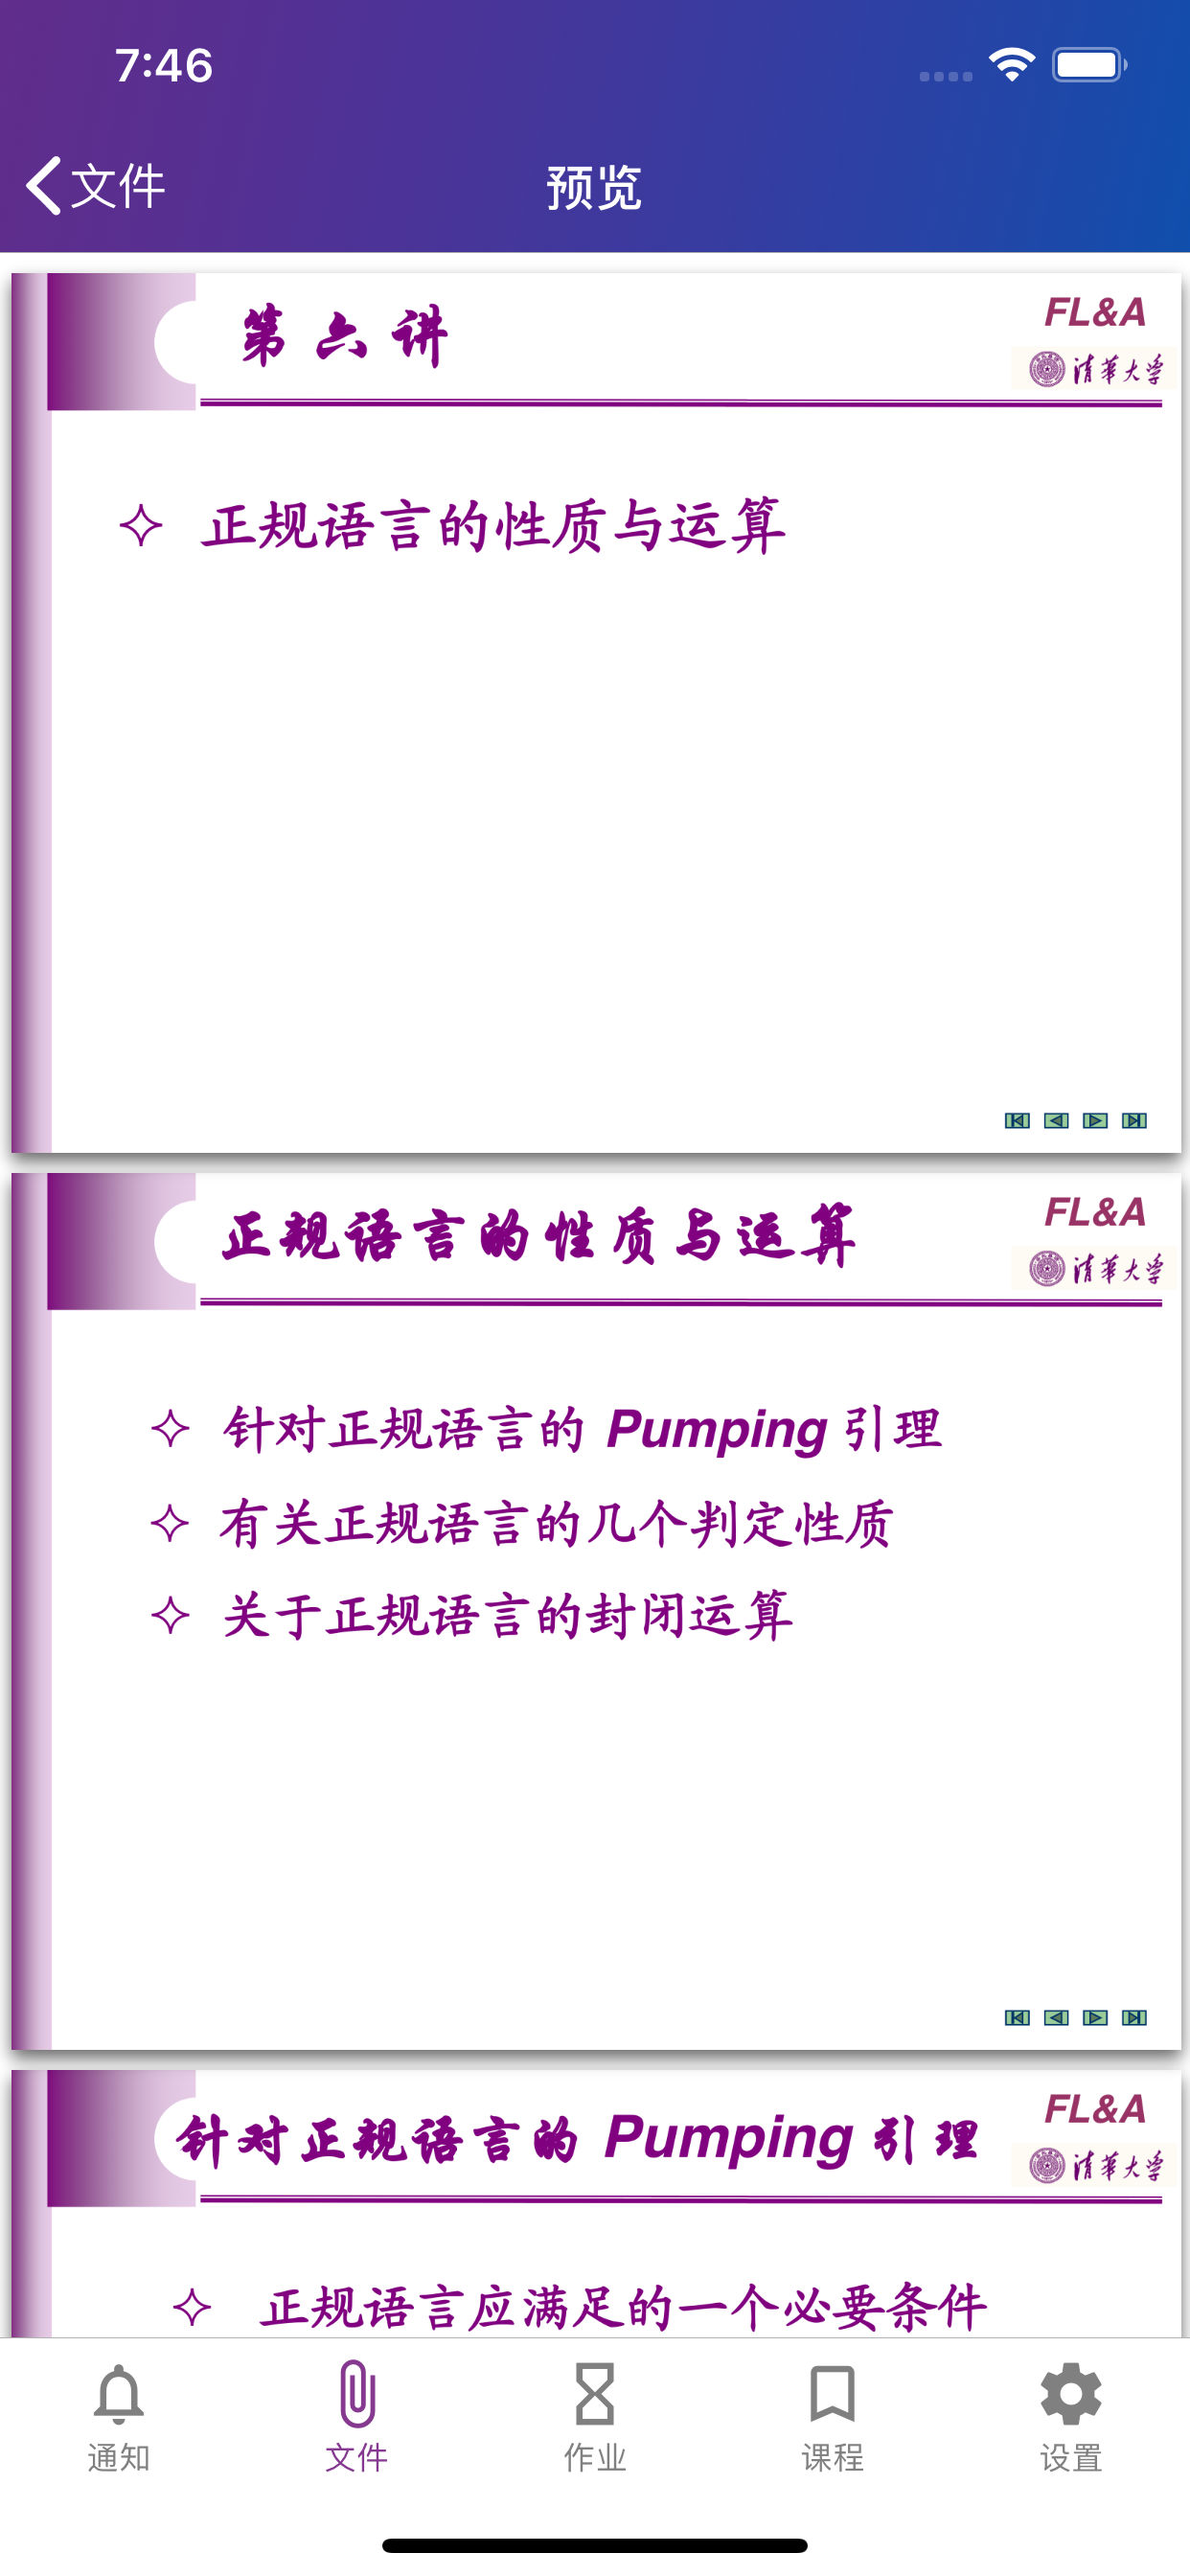 7:46
文件
预览
第六讲
FL&A
清華大学
正规语言的性质与运算
正规语言的性质与运算
FL&A
清華大学
针对正规语言的 Pumping 引理
有关正规语言的几个判定性质
关于正规语言的封闭运算
针对正规语言的 Pumping 引理
FL&A
清華大学
正规语言应满足的一个必要条件
通知
文件
作业
课程
设置